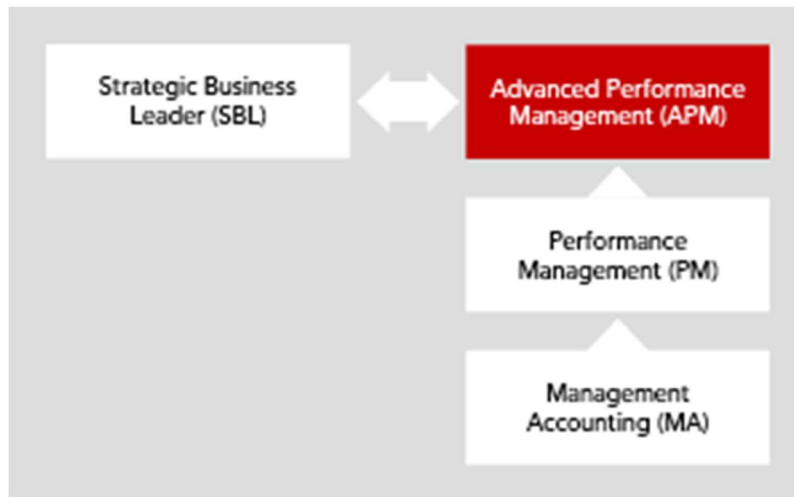 Strategic Business
Leader (SBL)
Advanced Performance
Management (APM)
Performance
Management (PM)
Management
Accounting (MA)